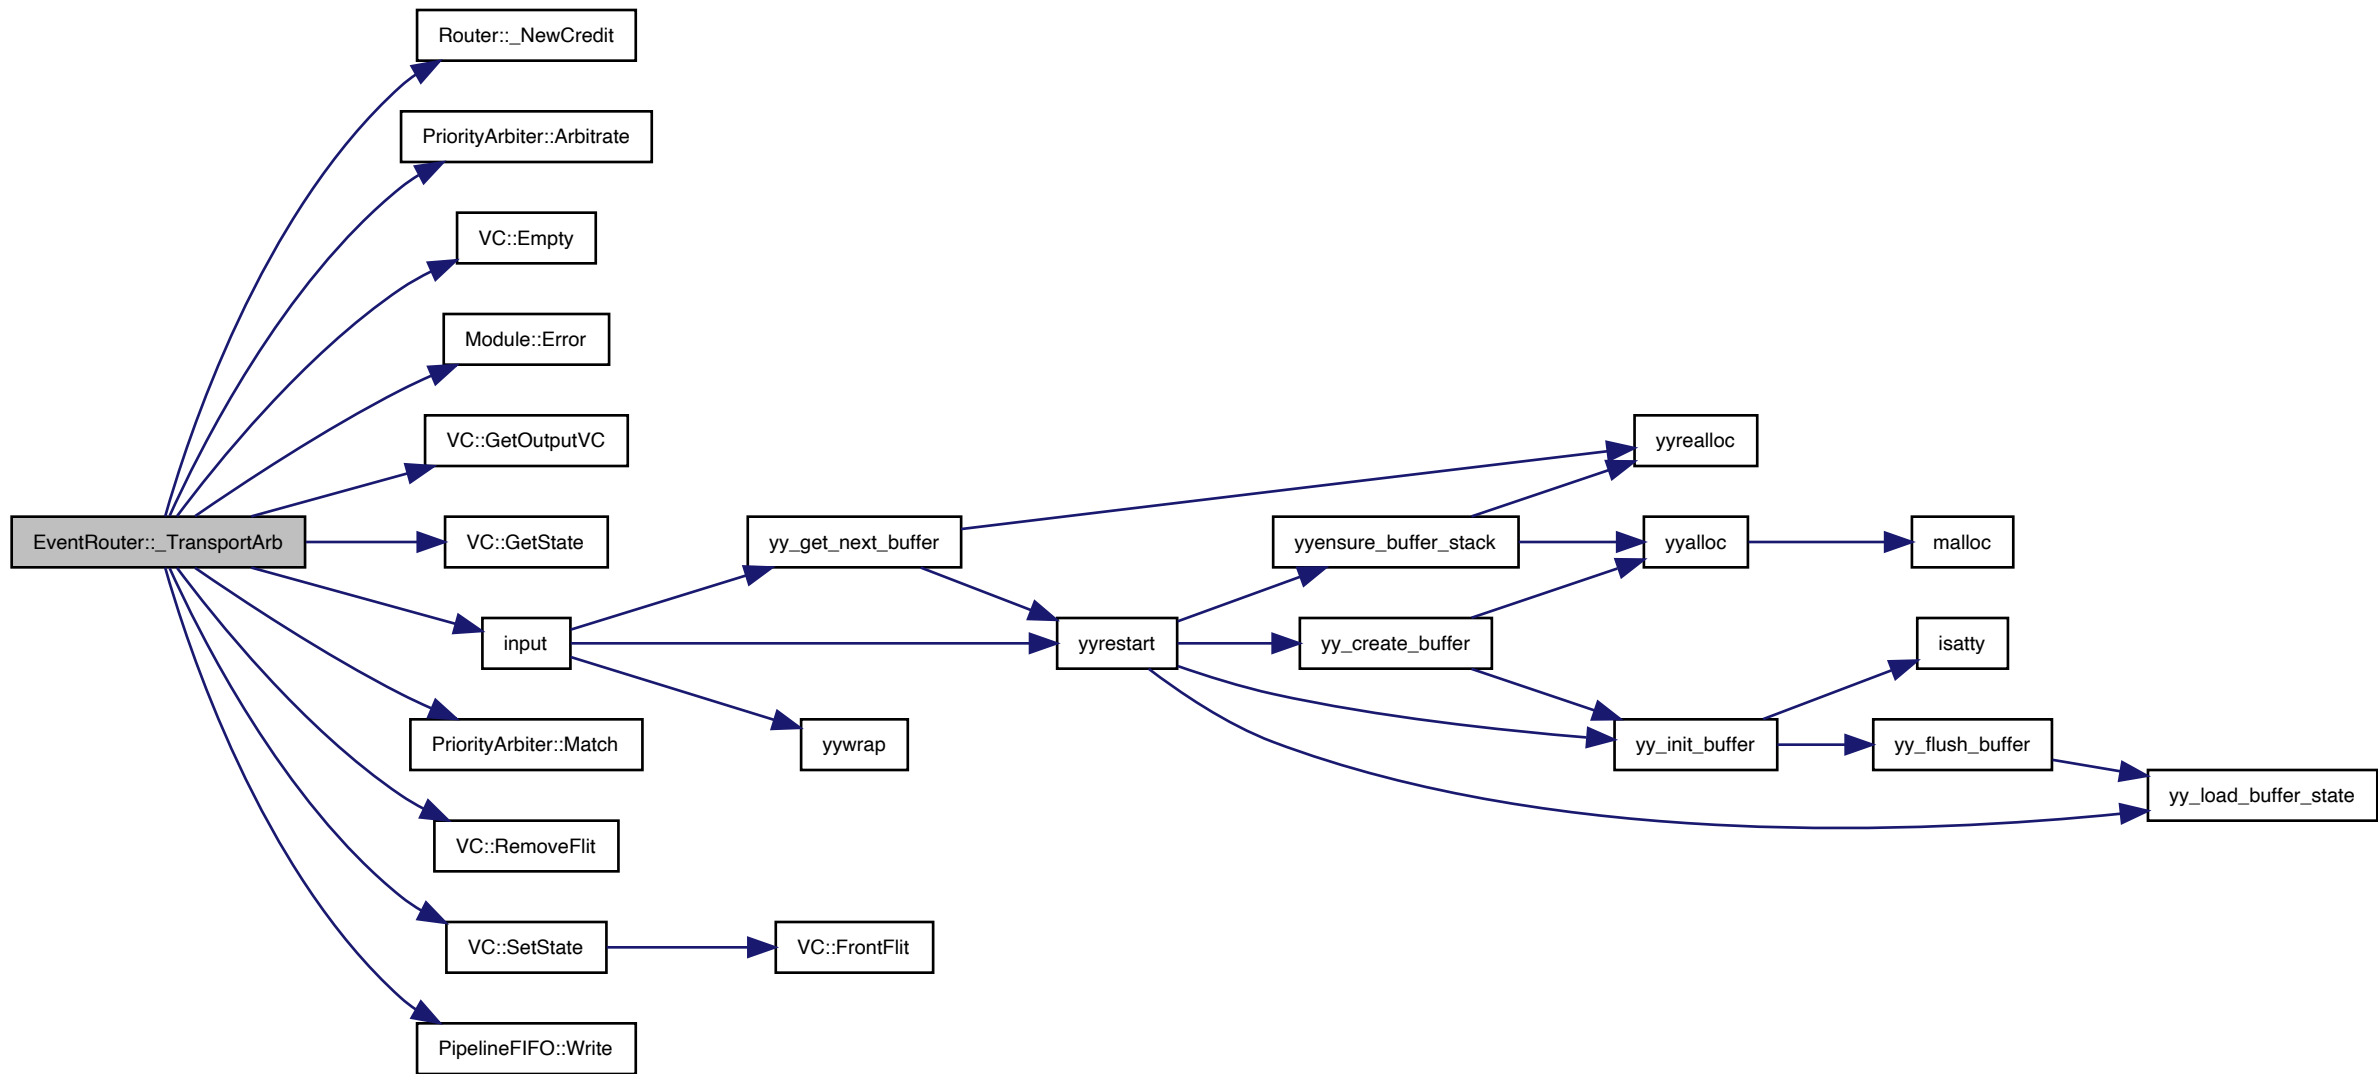 Router::_NewCredit
PriorityArbiter::Arbitrate
VC::Empty
Module::Error
VC::GetOutputVC
yyrealloc
EventRouter::_TransportArb
VC::GetState
yy_get_next_buffer
yyensure_buffer_stack
yyalloc
malloc
input
yyrestart
yy_create_buffer
isatty
PriorityArbiter::Match
yywrap
yy_init_buffer
yy_flush_buffer
yy_load_buffer_state
VC::RemoveFlit
VC::SetState
VC::FrontFlit
PipelineFIFO::Write